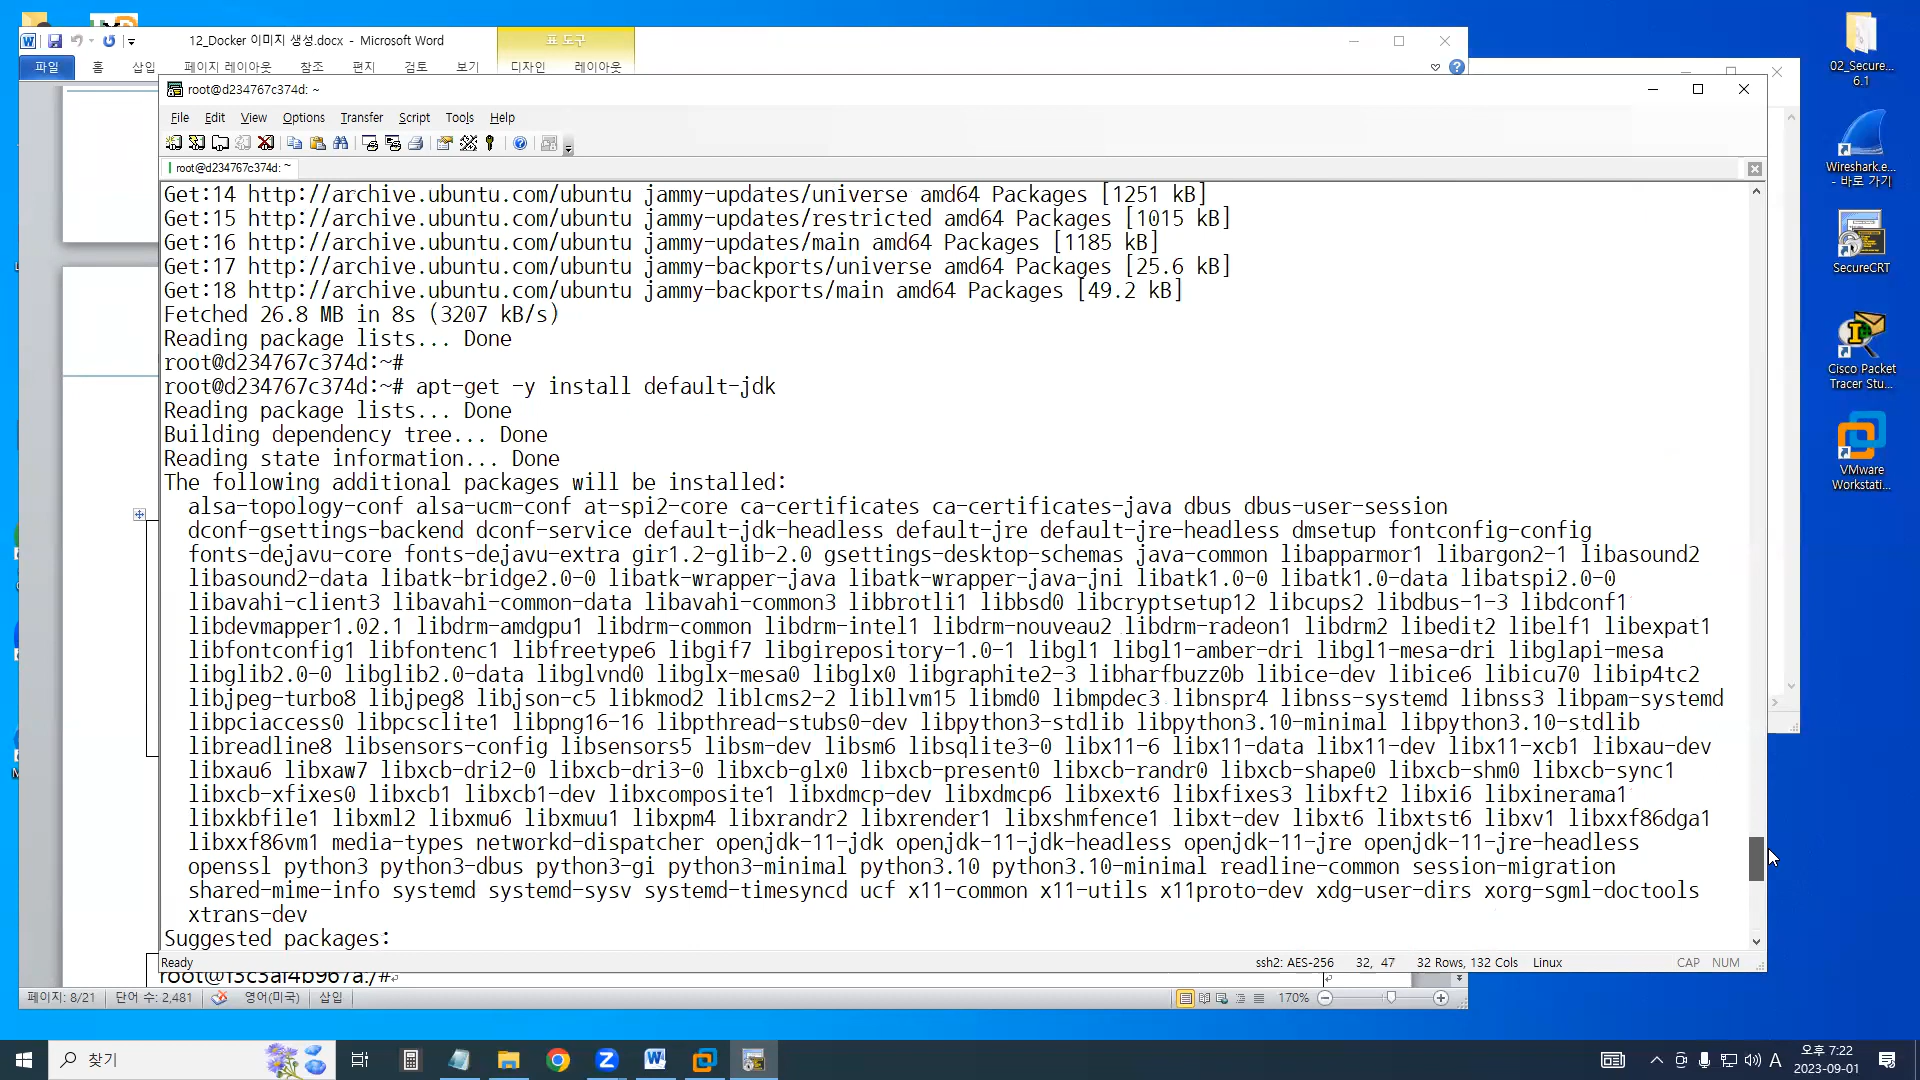 12_Docker 이미지 생성.docx - Microsoft Word
표 도구
파일 홈 삽입 페이지 레이아웃 참조 편지 검토 보기 디자인 레이아웃
root@d234767c374d: ~
File Edit View Options Transfer Script Tools Help
root@d234767c374d: ~
Get:14 http://archive.ubuntu.com/ubuntu jammy-updates/universe amd64 Packages [1251 kB]
Get:15 http://archive.ubuntu.com/ubuntu jammy-updates/restricted amd64 Packages [1015 kB]
Get:16 http://archive.ubuntu.com/ubuntu jammy-updates/main amd64 Packages [1185 kB]
Get:17 http://archive.ubuntu.com/ubuntu jammy-backports/universe amd64 Packages [25.6 kB]
Get:18 http://archive.ubuntu.com/ubuntu jammy-backports/main amd64 Packages [49.2 kB]
Fetched 26.8 MB in 8s (3207 kB/s)
Reading package lists... Done
root@d234767c374d:~#
root@d234767c374d:~# apt-get -y install default-jdk
Reading package lists... Done
Building dependency tree... Done
Reading state information... Done
The following additional packages will be installed:
alsa-topology-conf alsa-ucm-conf at-spi2-core ca-certificates ca-certificates-java dbus dbus-user-session
dconf-gsettings-backend dconf-service default-jdk-headless default-jre default-jre-headless dmsetup fontconfig-config
fonts-dejavu-core fonts-dejavu-extra gir1.2-glib-2.0 gsettings-desktop-schemas java-common libapparmor1 libargon2-1 libasound2
libasound2-data libatk-bridge2.0-0 libatk-wrapper-java libatk-wrapper-java-jni libatk1.0-0 libatk1.0-data libatspi2.0-0
libavahi-client3 libavahi-common-data libavahi-common3 libbrotli1 libbsd0 libcryptsetup12 libcups2 libdbus-1-3 libdconf1
libdevmapper1.02.1 libdrm-amdgpu1 libdrm-common libdrm-intel1 libdrm-nouveau2 libdrm-radeon1 libdrm2 libedit2 libelf1 libexpat1
libfontconfig1 libfontenc1 libfreetype6 libgif7 libgirepository-1.0-1 libgl1 libgl1-amber-dri libgl1-mesa-dri libglapi-mesa
libglib2.0-0 libglib2.0-data libglvnd0 libglx-mesa0 libglx0 libgraphite2-3 libharfbuzz0b libice-dev libice6 libicu70 libip4tc2
libjpeg-turbo8 libjpeg8 libjson-c5 libkmod2 liblcms2-2 libllvm15 libmd0 libmpdec3 libnspr4 libnss-systemd libnss3 libpam-systemd
libpciaccess0 libpcsclite1 libpng16-16 libpthread-stubs0-dev libpython3-stdlib libpython3.10-minimal libpython3.10-stdlib
libreadline8 libsensors-config libsensors5 libsm-dev libsm6 libsqlite3-0 libx11-6 libx11-data libx11-dev libx11-xcb1 libxau-dev
libxau6 libxaw7 libxcb-dri2-0 libxcb-dri3-0 libxcb-glx0 libxcb-present0 libxcb-randr0 libxcb-shape0 libxcb-shm0 libxcb-sync1
libxcb-xfixes0 libxcb1 libxcb1-dev libxcomposite1 libxdmcp-dev libxdmcp6 libxext6 libxfixes3 libxft2 libxi6 libxinerama1
libxkbfile1 libxml2 libxmu6 libxmuu1 libxpm4 libxrandr2 libxrender1 libxshmfence1 libxt-dev libxt6 libxtst6 libxv1 libxxf86dga1
libxxf86vm1 media-types networkd-dispatcher openjdk-11-jdk openjdk-11-jdk-headless openjdk-11-jre openjdk-11-jre-headless
openssl python3 python3-dbus python3-gi python3-minimal python3.10 python3.10-minimal readline-common session-migration
shared-mime-info systemd systemd-sysv systemd-timesyncd ucf x11-common x11-utils x11proto-dev xdg-user-dirs xorg-sgml-doctools
xtrans-dev
Suggested packages:
Ready ssh2: AES-256 32, 47 32 Rows, 132 Cols Linux CAP NUM
root@f3c3af4b967a:/#
페이지: 8/21 단어 수: 2,481 영어(미국) 삽입 170%
02_Secure...
6.1
Wireshark.e...
- 바로 가기
SecureCRT
Cisco Packet
Tracer Stu...
VMware
Workstati...
찾기
A
오후 7:22
2023-09-01